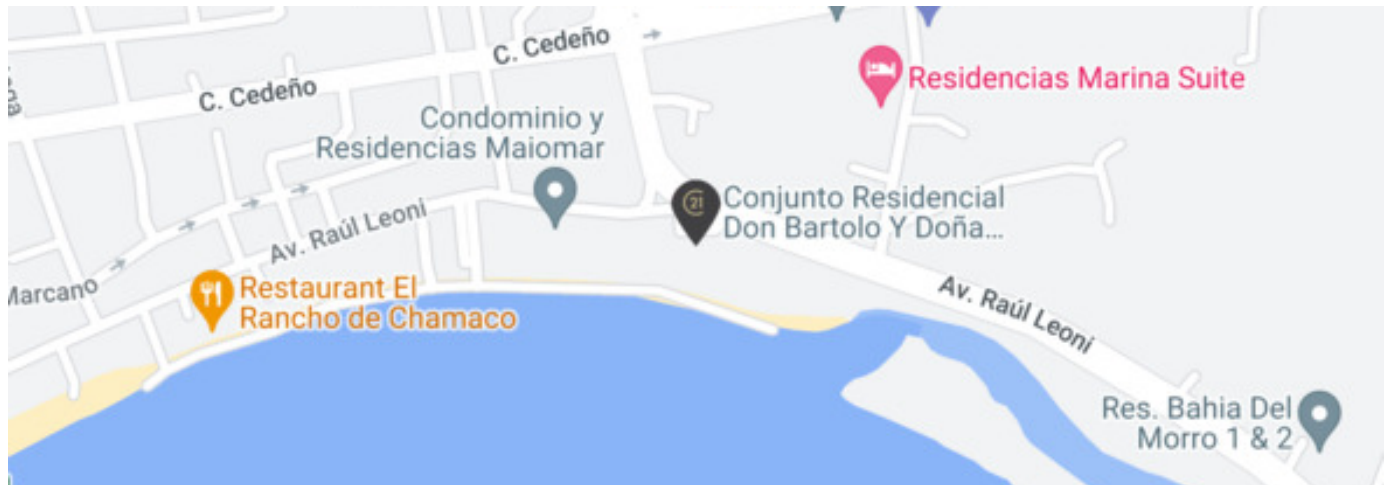 C. Cedeño
C. Cedeño
Residencias Marina Suite
Condominio y
Residencias Maiomar
21
Conjunto Residencial
Don Bartolo Y Doña...
Av. Raúl Leoni
Marcano
Restaurant El
Rancho de Chamaco
Av. Raúl Leoni
Res. Bahia Del
Morro 1 & 2